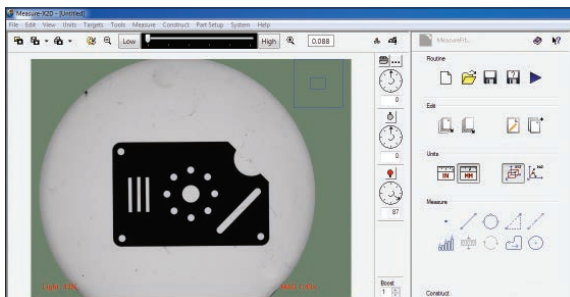 Measure-X2D - [Untitled]
File Edit View Units Targets Tools Measure Construct Part Setup System Help
Low High 0.088
MeasureFit...
Routine
0
Edit
0
Units
IN MM
87
Measure
Boost
1
Construct